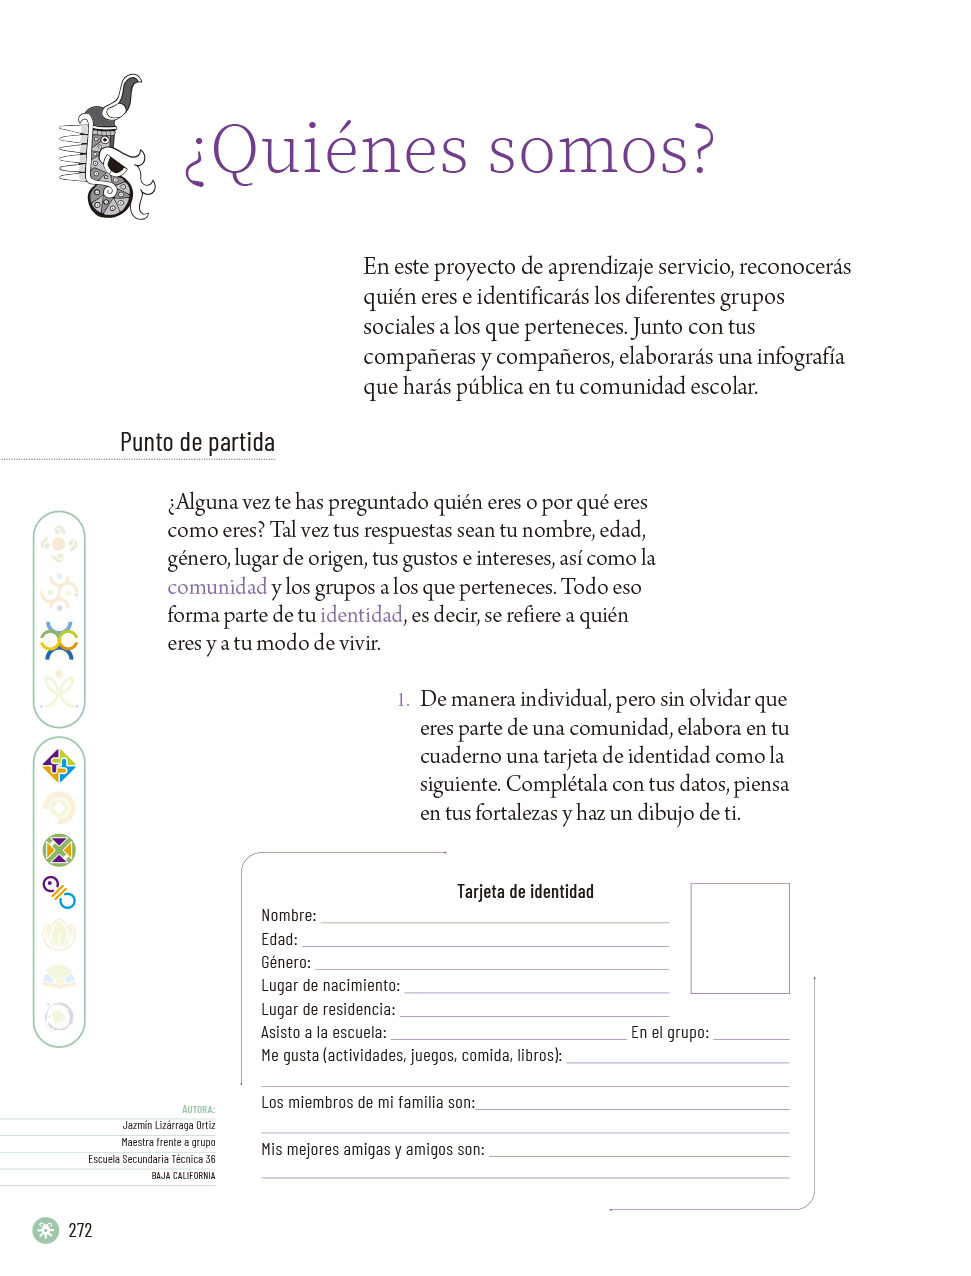 ¿Quiénes somos?
En este proyecto de aprendizaje servicio, reconocerás
quién eres e identificarás los diferentes grupos
sociales a los que perteneces. Junto con tus
compañeras y compañeros, elaborarás una infografía
que harás pública en tu comunidad escolar.
Punto de partida
¿Alguna vez te has preguntado quién eres o por qué eres
como eres? Tal vez tus respuestas sean tu nombre, edad,
género, lugar de origen, tus gustos e intereses, así como la
comunidad y los grupos a los que perteneces. Todo eso
forma parte de tu identidad, es decir, se refiere a quién
eres y a tu modo de vivir.
1. De manera individual, pero sin olvidar que
eres parte de una comunidad, elabora en tu
cuaderno una tarjeta de identidad como la
siguiente. Complétala con tus datos, piensa
en tus fortalezas y haz un dibujo de ti.
Tarjeta de identidad
Nombre:
Edad:
Género:
Lugar de nacimiento:
Lugar de residencia:
Asisto a la escuela: En el grupo:
Me gusta (actividades, juegos, comida, libros):
Los miembros de mi familia son:
Mis mejores amigas y amigos son:
AUTORA:
Jazmín Lizárraga Ortiz
Maestra frente a grupo
Escuela Secundaria Técnica 36
BAJA CALIFORNIA
272